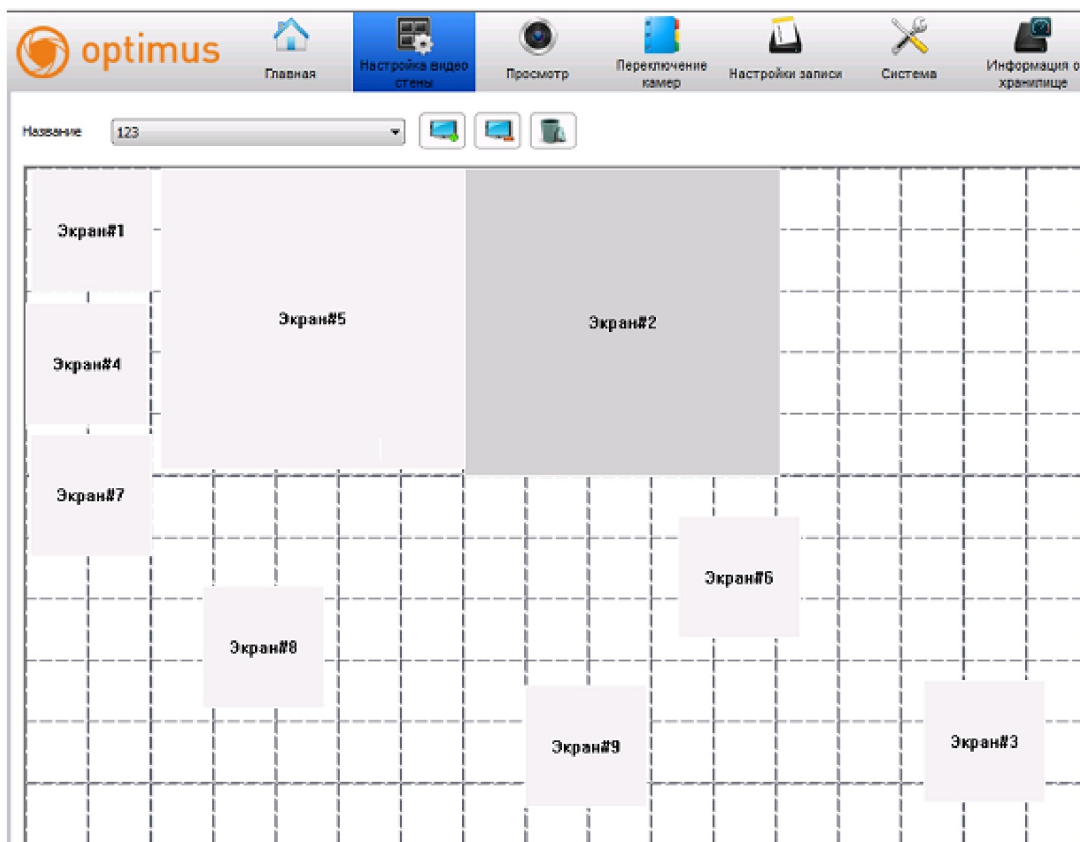 optimus
Главная
Настройка видео
стены
Просмотр
Переключение
камер
Настройки записи
Система
Информация о
хранилище
Название
123
Экран#1
Экран#5
Экран#2
Экран#4
Экран#7
Экран#6
Экран#8
Экран#9
Экран#3